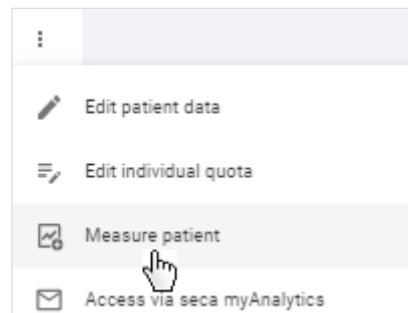 Edit patient data
Edit individual quota
Measure patient
Access via seca myAnalytics